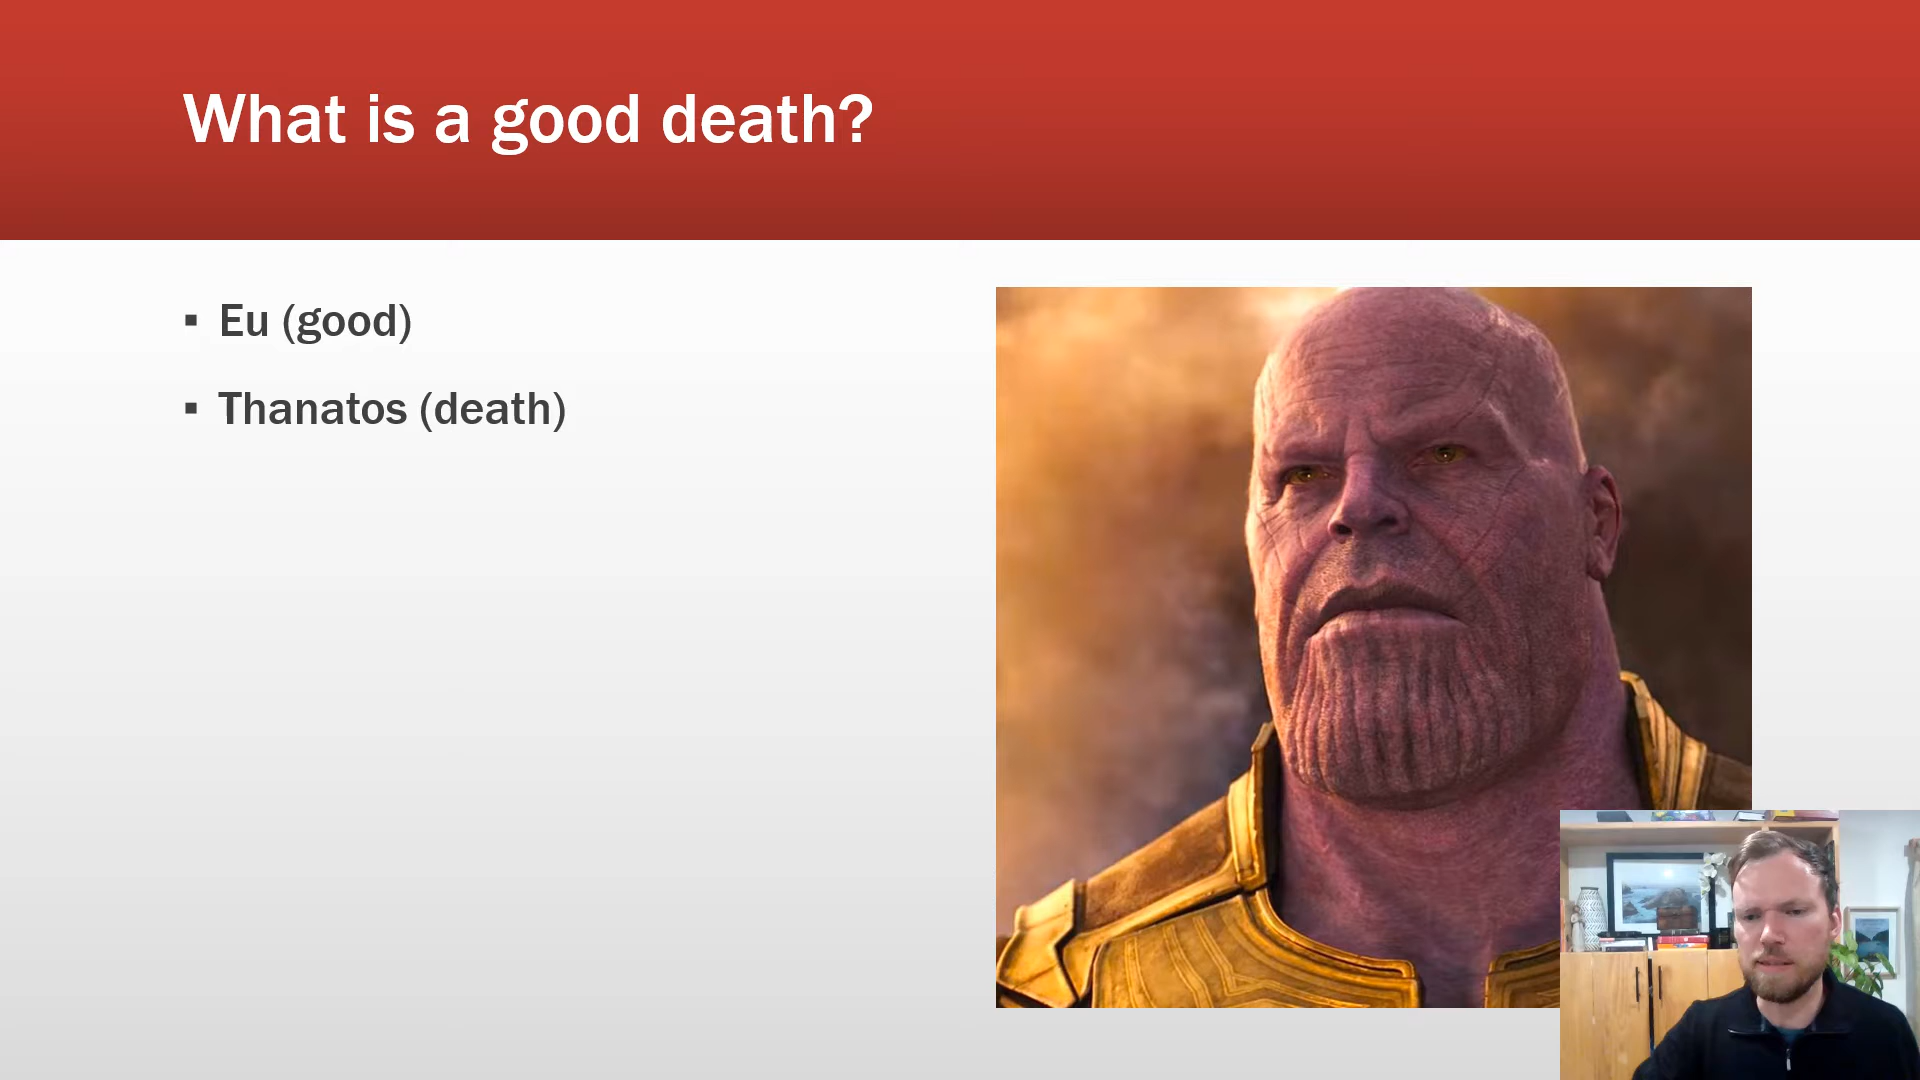 What is a good death?
▪ Eu (good)
▪ Thanatos (death)